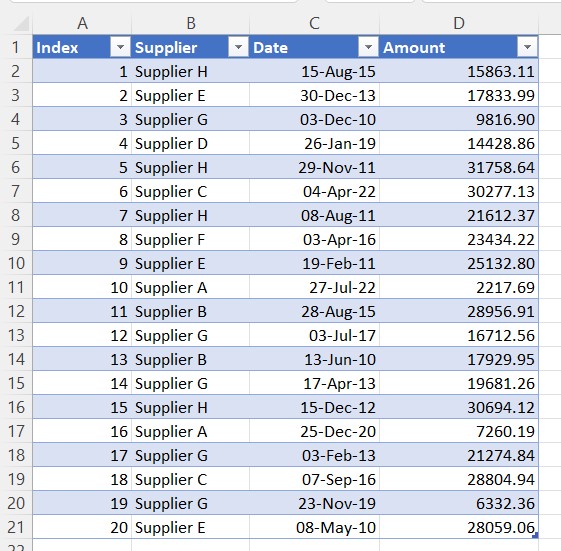 A B C D
1 Index Supplier Date Amount
2 1 Supplier H 15-Aug-15 15863.11
3 2 Supplier E 30-Dec-13 17833.99
4 3 Supplier G 03-Dec-10 9816.90
5 4 Supplier D 26-Jan-19 14428.86
6 5 Supplier H 29-Nov-11 31758.64
7 6 Supplier C 04-Apr-22 30277.13
8 7 Supplier H 08-Aug-11 21612.37
9 8 Supplier F 03-Apr-16 23434.22
10 9 Supplier E 19-Feb-11 25132.80
11 10 Supplier A 27-Jul-22 2217.69
12 11 Supplier B 28-Aug-15 28956.91
13 12 Supplier G 03-Jul-17 16712.56
14 13 Supplier B 13-Jun-10 17929.95
15 14 Supplier G 17-Apr-13 19681.26
16 15 Supplier H 15-Dec-12 30694.12
17 16 Supplier A 25-Dec-20 7260.19
18 17 Supplier G 03-Feb-13 21274.84
19 18 Supplier C 07-Sep-16 28804.94
20 19 Supplier G 23-Nov-19 6332.36
21 20 Supplier E 08-May-10 28059.06